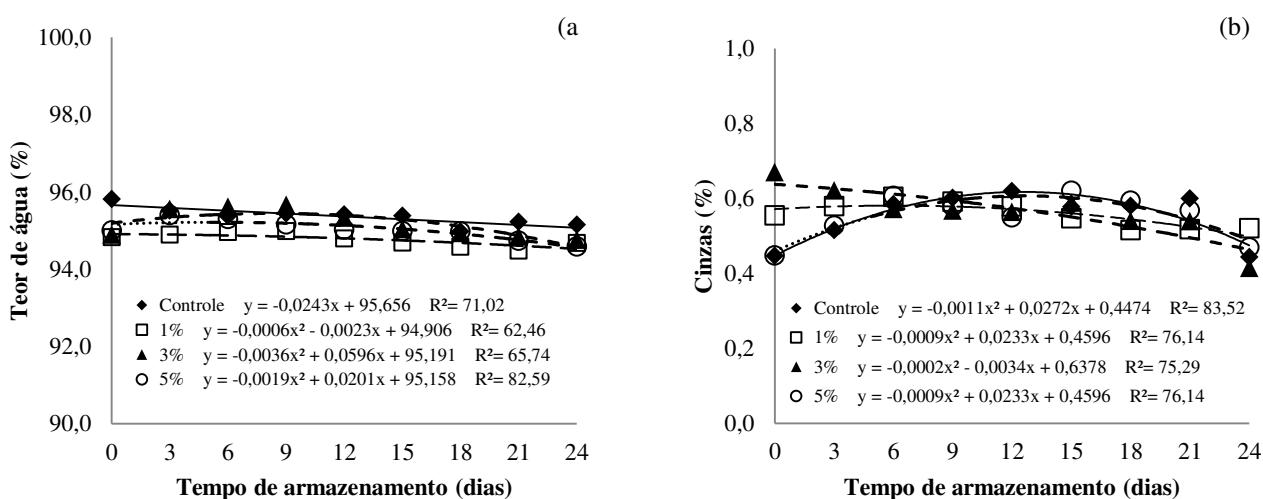 (a
Teor de água (%)
100,0
98,0
96,0
94,0
92,0
90,0
Controle y = -0,0243x + 95,656 R²= 71,02
1% y = -0,0006x² - 0,0023x + 94,906 R²= 62,46
3% y = -0,0036x² + 0,0596x + 95,191 R²= 65,74
5% y = -0,0019x² + 0,0201x + 95,158 R²= 82,59
0 3 6 9 12 15 18 21 24
Tempo de armazenamento (dias)
(b)
Cinzas (%)
1,0
0,8
0,6
0,4
0,2
0,0
Controle y = -0,0011x² + 0,0272x + 0,4474 R²= 83,52
1% y = -0,0009x² + 0,0233x + 0,4596 R²= 76,14
3% y = -0,0002x² - 0,0034x + 0,6378 R²= 75,29
5% y = -0,0009x² + 0,0233x + 0,4596 R²= 76,14
0 3 6 9 12 15 18 21 24
Tempo de armazenamento (dias)